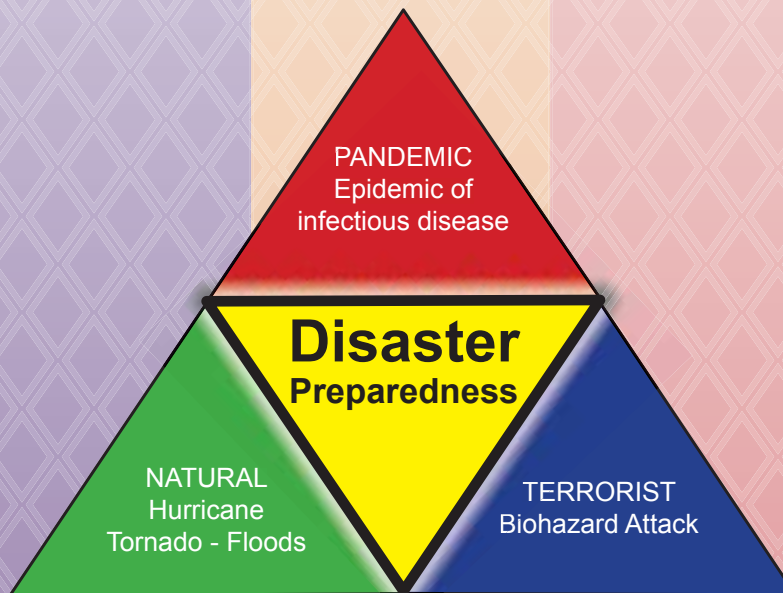 PANDEMIC
Epidemic of
infectious disease
Disaster
Preparedness
NATURAL
Hurricane
Tornado - Floods
TERRORIST
Biohazard Attack